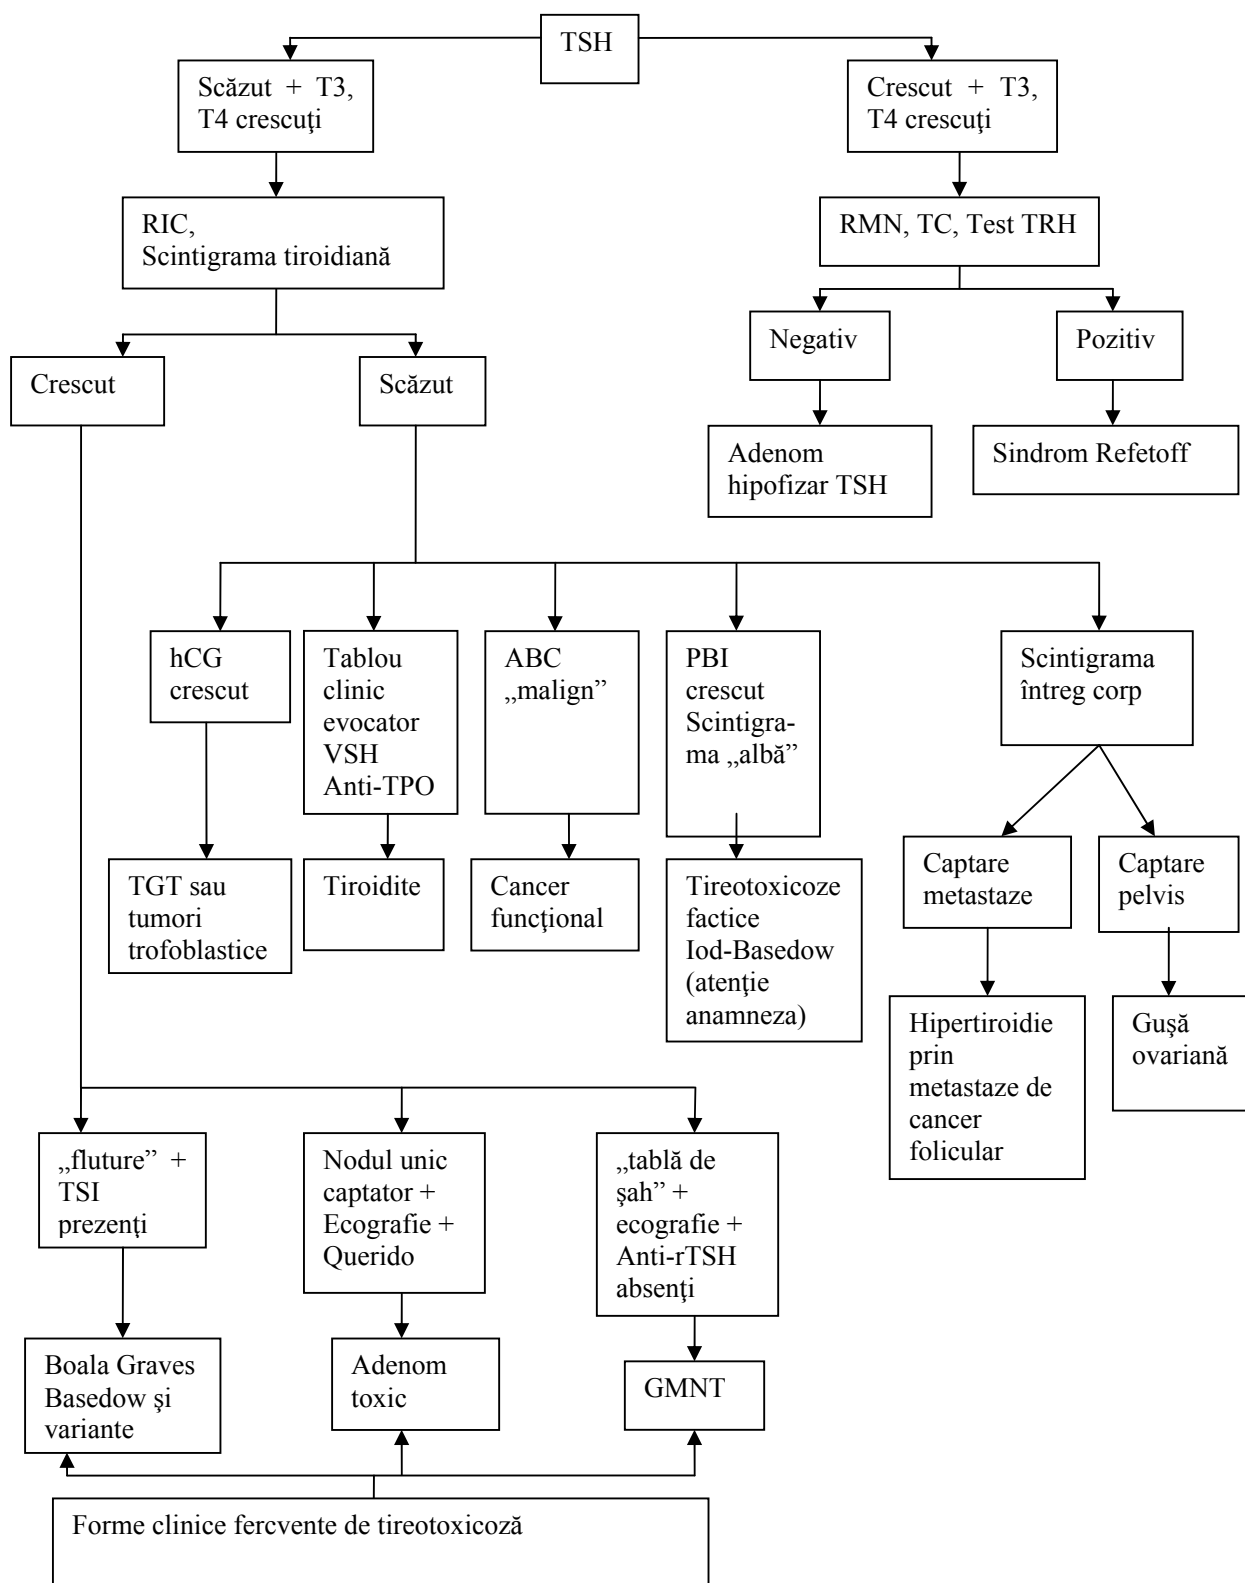 TSH
Scăzut + T3,
T4 crescuţi
Crescut + T3,
T4 crescuţi
RIC,
Scintigrama tiroidiană
RMN, TC, Test TRH
Negativ
Pozitiv
Crescut
Scăzut
Adenom
hipofizar TSH
Sindrom Refetoff
hCG
crescut
Tablou
clinic
evocator
VSH
Anti-TPO
ABC
„malign”
PBI
crescut
Scintigra-
ma „albă”
Scintigrama
întreg corp
TGT sau
tumori
trofoblastice
Tiroidite
Cancer
funcţional
Tireotoxicoze
factice
Iod-Basedow
(atenţie
anamneza)
Captare
metastaze
Captare
pelvis
Hipertiroidie
prin
metastaze de
cancer
folicular
Guşă
ovariană
„fluture” +
TSI
prezenţi
Nodul unic
captator +
Ecografie +
Querido
„tablă de
şah” +
ecografie +
Anti-rTSH
absenţi
Boala Graves
Basedow şi
variante
Adenom
toxic
GMNT
Forme clinice fercvente de tireotoxicoză